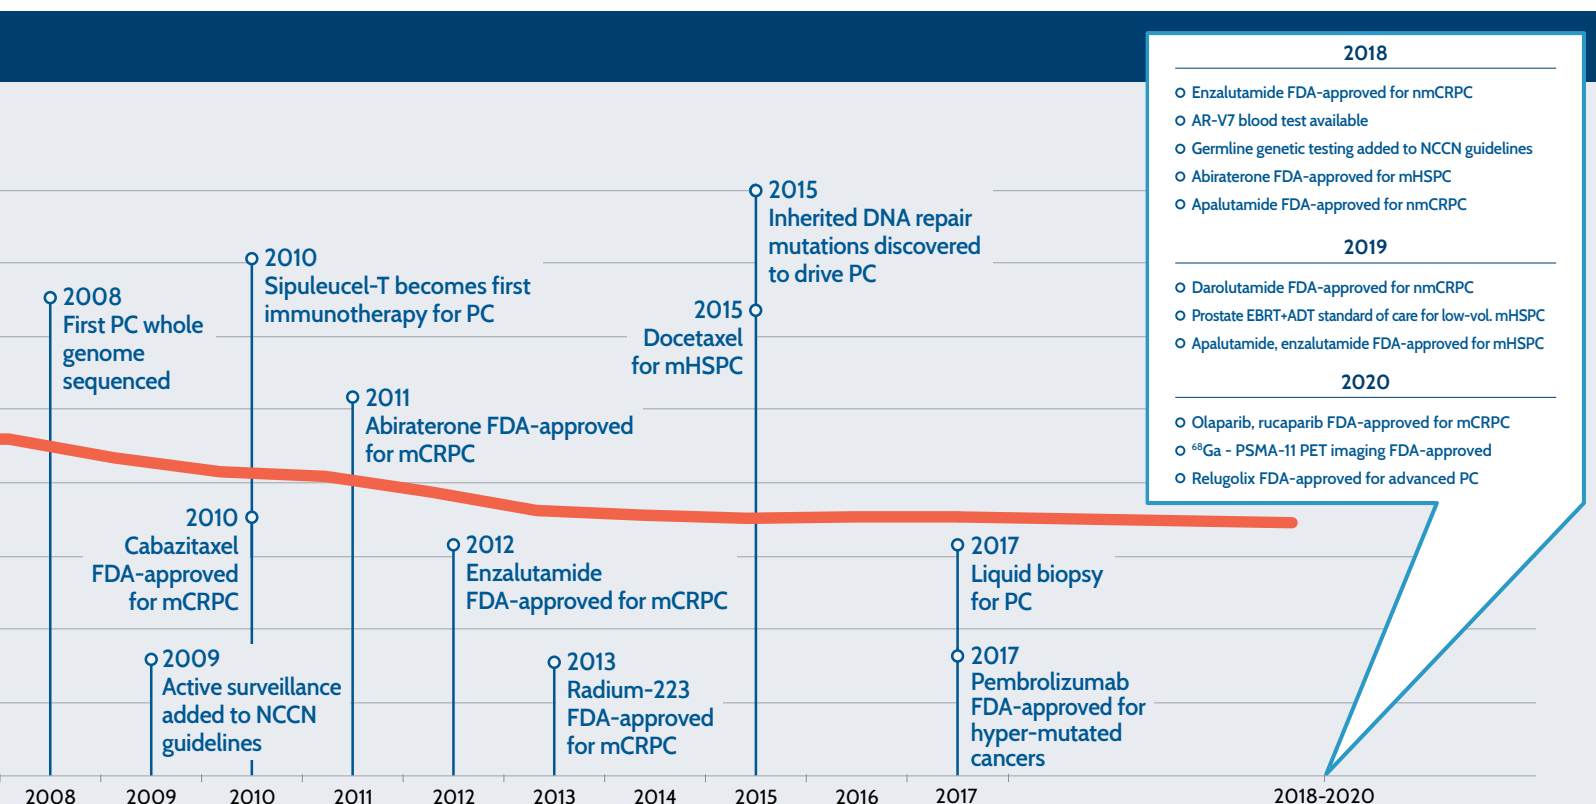 2008
First PC whole
genome
sequenced
2009
Active surveillance
added to NCCN
guidelines
2010
Sipuleucel-T becomes first
immunotherapy for PC
2010
Cabazitaxel
FDA-approved
for mCRPC
2011
Abiraterone FDA-approved
for mCRPC
2012
Enzalutamide
FDA-approved for mCRPC
2013
Radium-223
FDA-approved
for mCRPC
2015
Inherited DNA repair
mutations discovered
to drive PC
2015
Docetaxel
for mHSPC
2017
Liquid biopsy
for PC
2017
Pembrolizumab
FDA-approved for
hyper-mutated
cancers
2018
Enzalutamide FDA-approved for nmCRPC
AR-V7 blood test available
Germline genetic testing added to NCCN guidelines
Abiraterone FDA-approved for mHSPC
Apalutamide FDA-approved for nmCRPC
2019
Darolutamide FDA-approved for nmCRPC
Prostate EBRT+ADT standard of care for low-vol. mHSPC
Apalutamide, enzalutamide FDA-approved for mHSPC
2020
Olaparib, rucaparib FDA-approved for mCRPC
⁶⁸Ga - PSMA-11 PET imaging FDA-approved
Relugolix FDA-approved for advanced PC
2008 2009 2010 2011 2012 2013 2014 2015 2016 2017 2018-2020